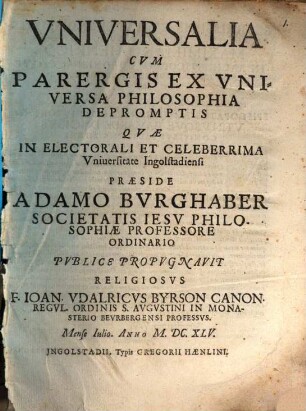 VNIVERSALIA
CVM
PARERGIS EX VNI-
VERSA PHILOSOPHIA
DEPROMPTIS
QVÆ
IN ELECTORALI ET CELEBERRIMA
Vniuersitate Ingolstadiensi
PRÆSIDE
ADAMO BVRGHABER
SOCIETATIS IESV PHILO-
SOPHIÆ PROFESSORE
ORDINARIO
PVBLICE PROPVGNAVIT
RELIGIOSVS
F. IOAN. VDALRICVS BYRSON CANON.
REGVL. ORDINIS S. AVGVSTINI IN MONA-
STERIO BEVRBERGENSI PROFESSVS.
Mense Iulio. ANNO M. DC. XLV.
INGOLSTADII, Typis GREGORII HÆNLINI.